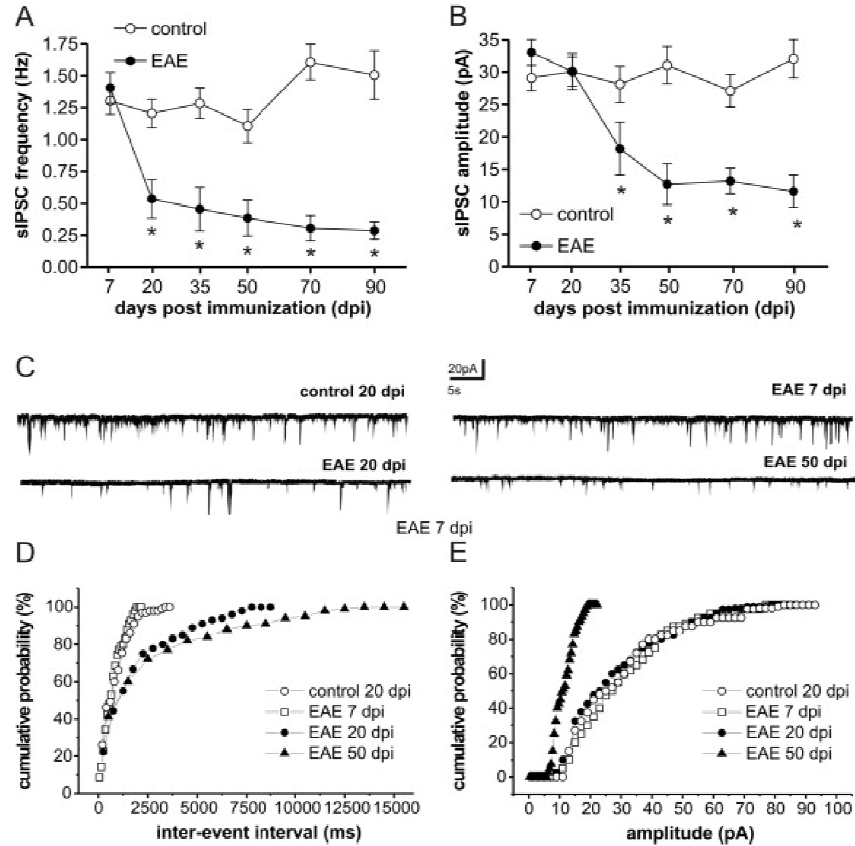 A
control
EAE
sIPSC frequency (Hz)
1.75
1.50
1.25
1.00
0.75
0.50
0.25
0.00
* * * * *
7 20 35 50 70 90
days post immunization (dpi)
B
sIPSC amplitude (pA)
35
30
25
20
15
10
5
0
* * * *
control
EAE
7 20 35 50 70 90
days post immunization (dpi)
C
control 20 dpi
20pA
5s
EAE 7 dpi
EAE 20 dpi
EAE 50 dpi
EAE 7 dpi
D
cumulative probability (%)
100
80
60
40
20
0
control 20 dpi
EAE 7 dpi
EAE 20 dpi
EAE 50 dpi
0 2500 5000 7500 10000 12500 15000
inter-event interval (ms)
E
cumulative probability (%)
100
80
60
40
20
0
control 20 dpi
EAE 7 dpi
EAE 20 dpi
EAE 50 dpi
0 10 20 30 40 50 60 70 80 90 100
amplitude (pA)